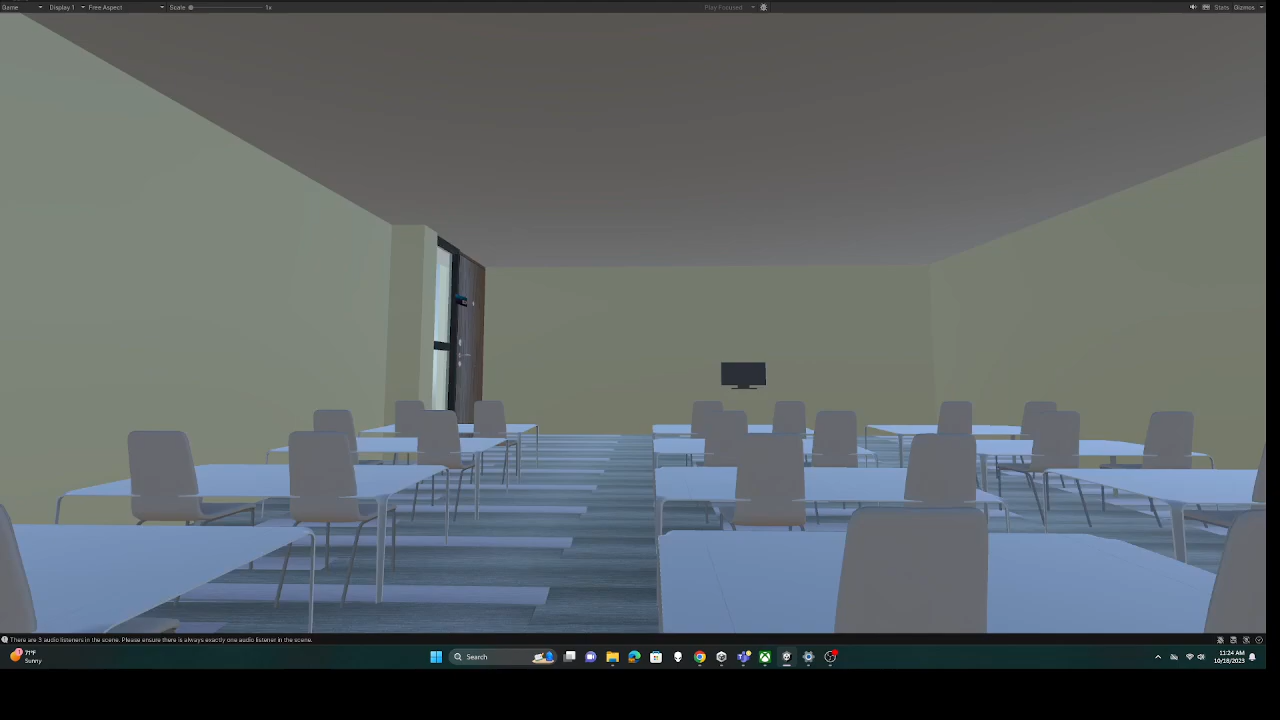 Game Display 1 Free Aspect Scale 1x Play Focused Stats Gizmos
There are 3 audio listeners in the scene. Please ensure there is always exactly one audio listener in the scene.
71°F
Sunny
Search
11:24 AM
10/18/2023